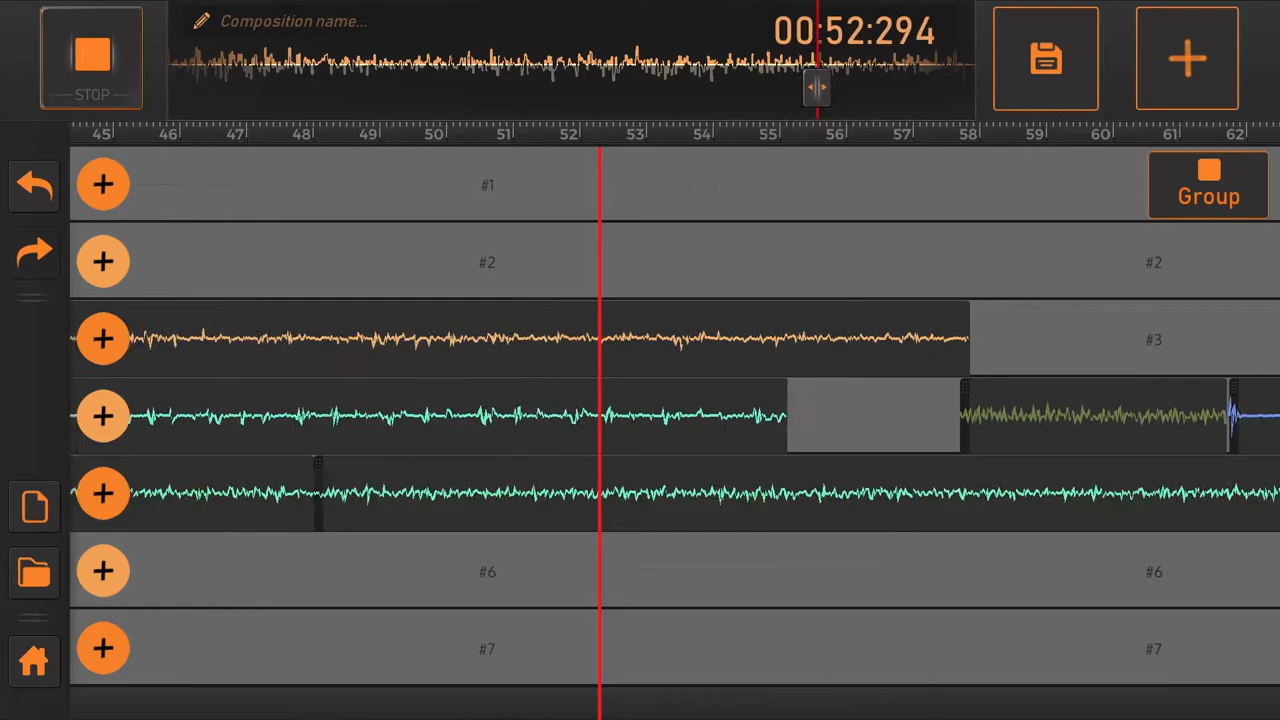 Composition name...
00:52:294
STOP
45 46 47 48 49 50 51 52 53 54 55 56 57 58 59 60 61 62
#1
Group
#2 #2
#3
#6 #6
#7 #7